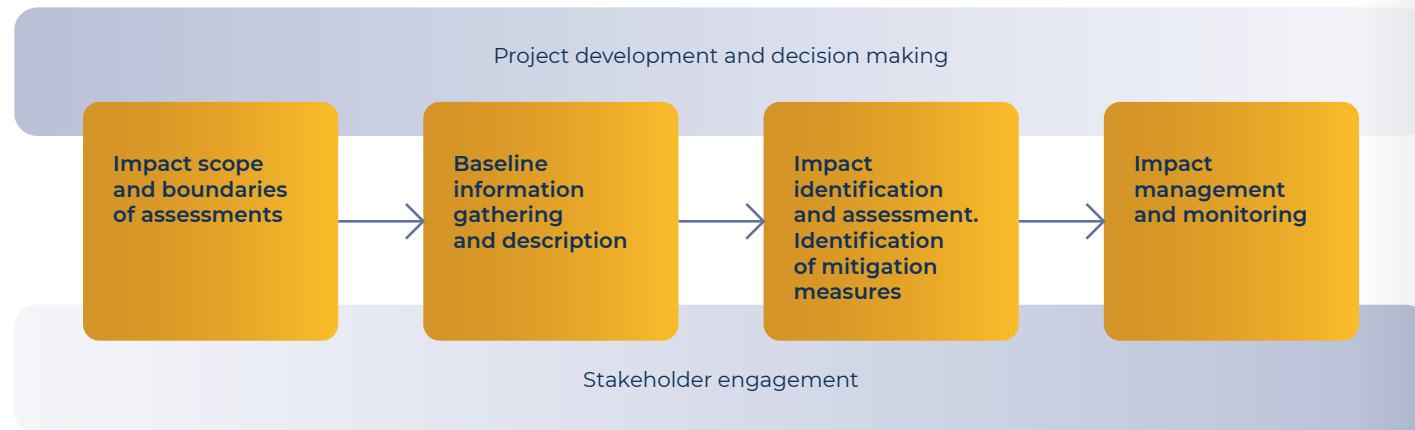 Project development and decision making
Impact scope
and boundaries
of assessments
Baseline
information
gathering
and description
Impact
identification
and assessment.
Identification
of mitigation
measures
Impact
management
and monitoring
Stakeholder engagement